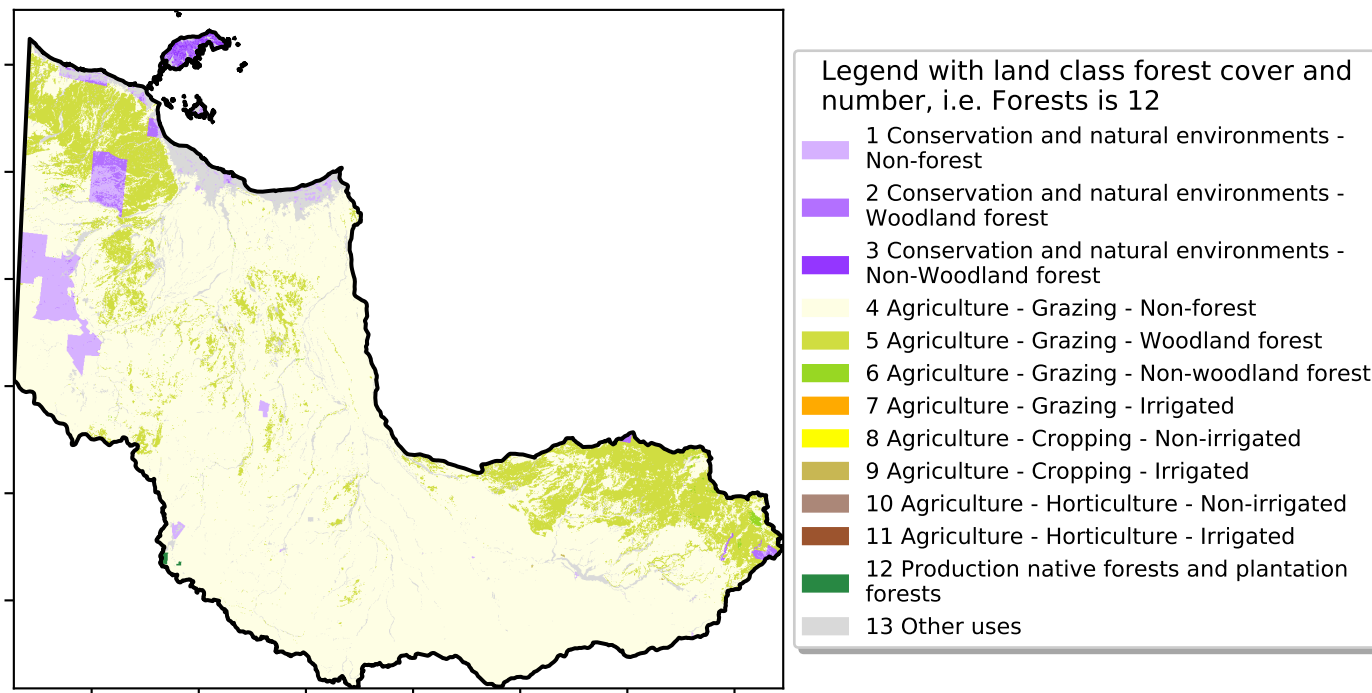 Legend with land class forest cover and
number, i.e. Forests is 12
1 Conservation and natural environments -
Non-forest
2 Conservation and natural environments -
Woodland forest
3 Conservation and natural environments -
Non-Woodland forest
4 Agriculture - Grazing - Non-forest
5 Agriculture - Grazing - Woodland forest
6 Agriculture - Grazing - Non-woodland forest
7 Agriculture - Grazing - Irrigated
8 Agriculture - Cropping - Non-irrigated
9 Agriculture - Cropping - Irrigated
10 Agriculture - Horticulture - Non-irrigated
11 Agriculture - Horticulture - Irrigated
12 Production native forests and plantation
forests
13 Other uses